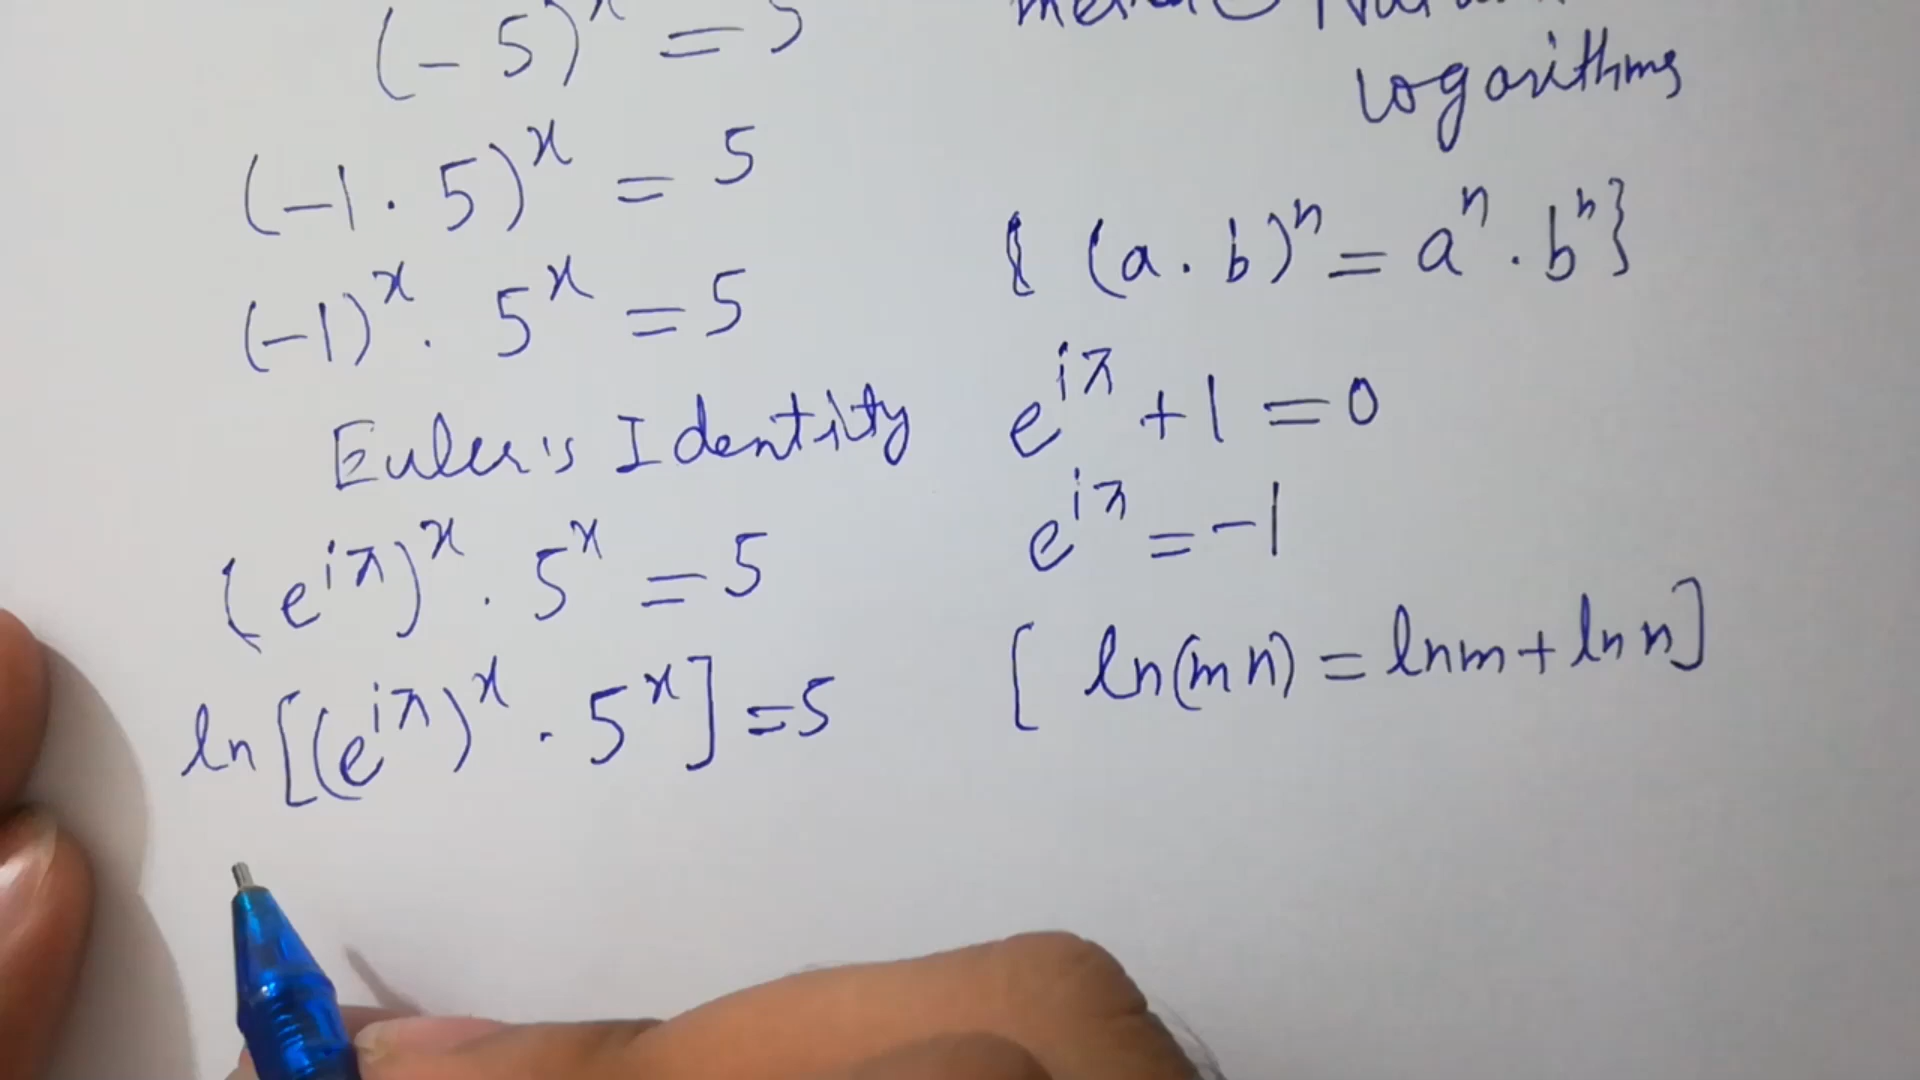 (-5)^x = 5
logarithms
(-1 · 5)^x = 5
{ (a · b)^n = a^n · b^n }
(-1)^x · 5^x = 5
e^{iπ} + 1 = 0
Euler's Identity
e^{iπ} = -1
(e^{iπ})^x · 5^x = 5
[ ln(mn) = ln m + ln n ]
ln[(e^{iπ})^x · 5^x] = 5